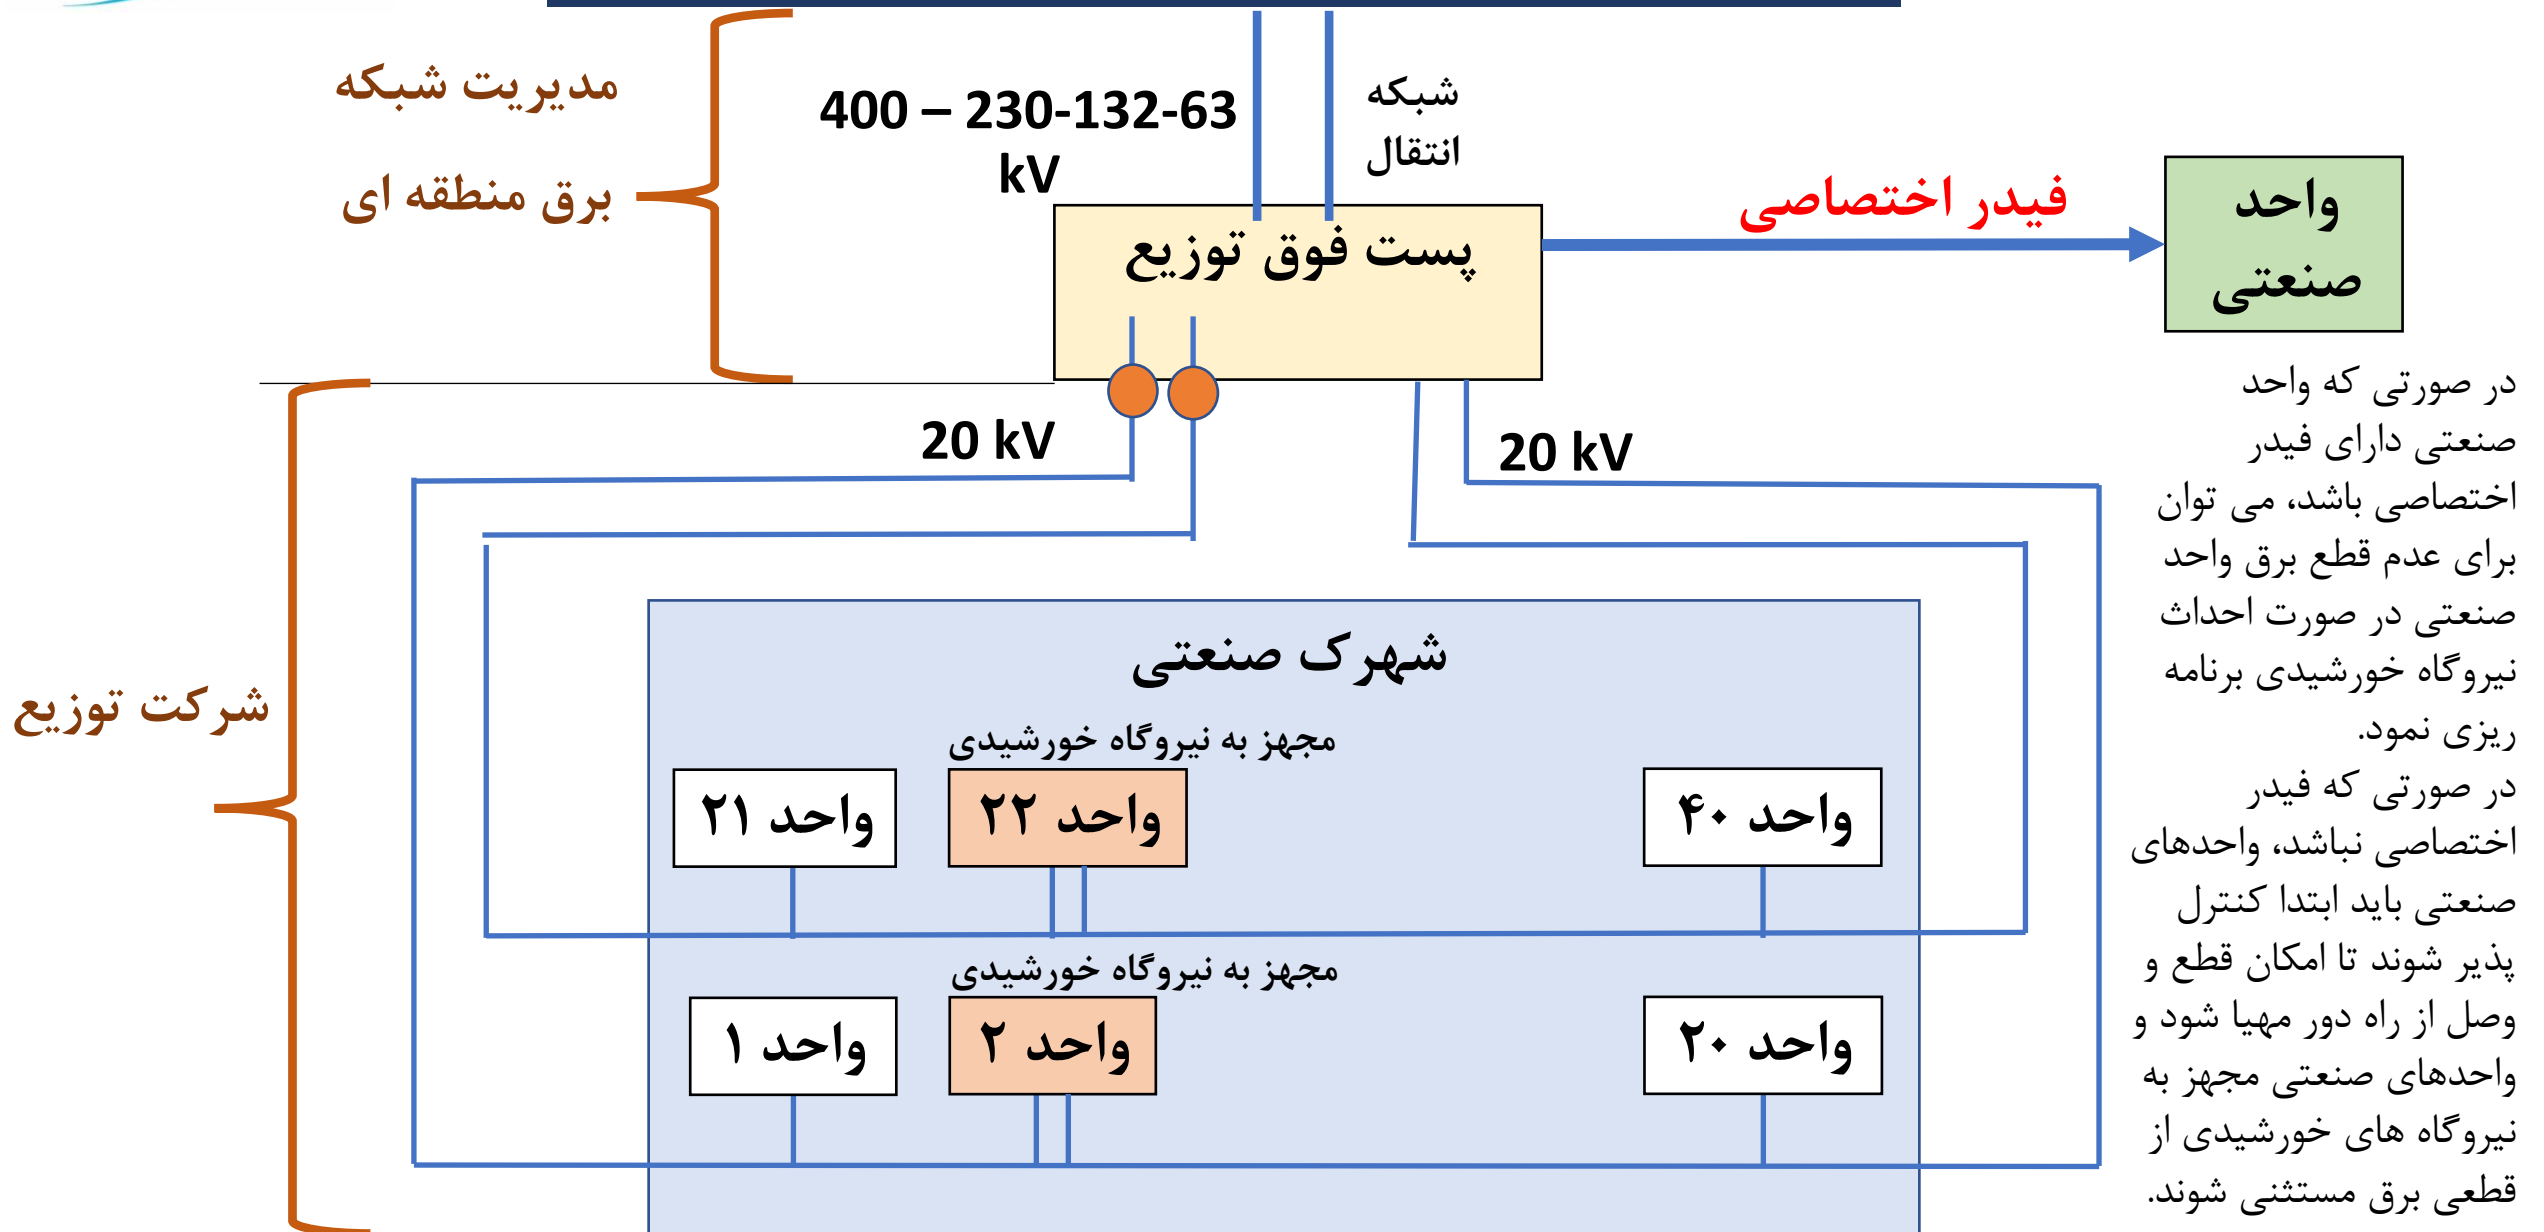 مدیریت شبکه
برق منطقه ای
400 – 230-132-63
kV
شبکه
انتقال
پست فوق توزیع
فیدر اختصاصی
واحد
صنعتی
20 kV
20 kV
شرکت توزیع
شهرک صنعتی
مجهز به نیروگاه خورشیدی
واحد ۴۰
واحد ۲۲
واحد ۲۱
مجهز به نیروگاه خورشیدی
واحد ۲۰
واحد ۲
واحد ۱
در صورتی که واحد
صنعتی دارای فیدر
اختصاصی باشد، می توان
برای عدم قطع برق واحد
صنعتی در صورت احداث
نیروگاه خورشیدی برنامه
ریزی نمود.
در صورتی که فیدر
اختصاصی نباشد، واحدهای
صنعتی باید ابتدا کنترل
پذیر شوند تا امکان قطع و
وصل از راه دور مهیا شود و
واحدهای صنعتی مجهز به
نیروگاه های خورشیدی از
قطعی برق مستثنی شوند.